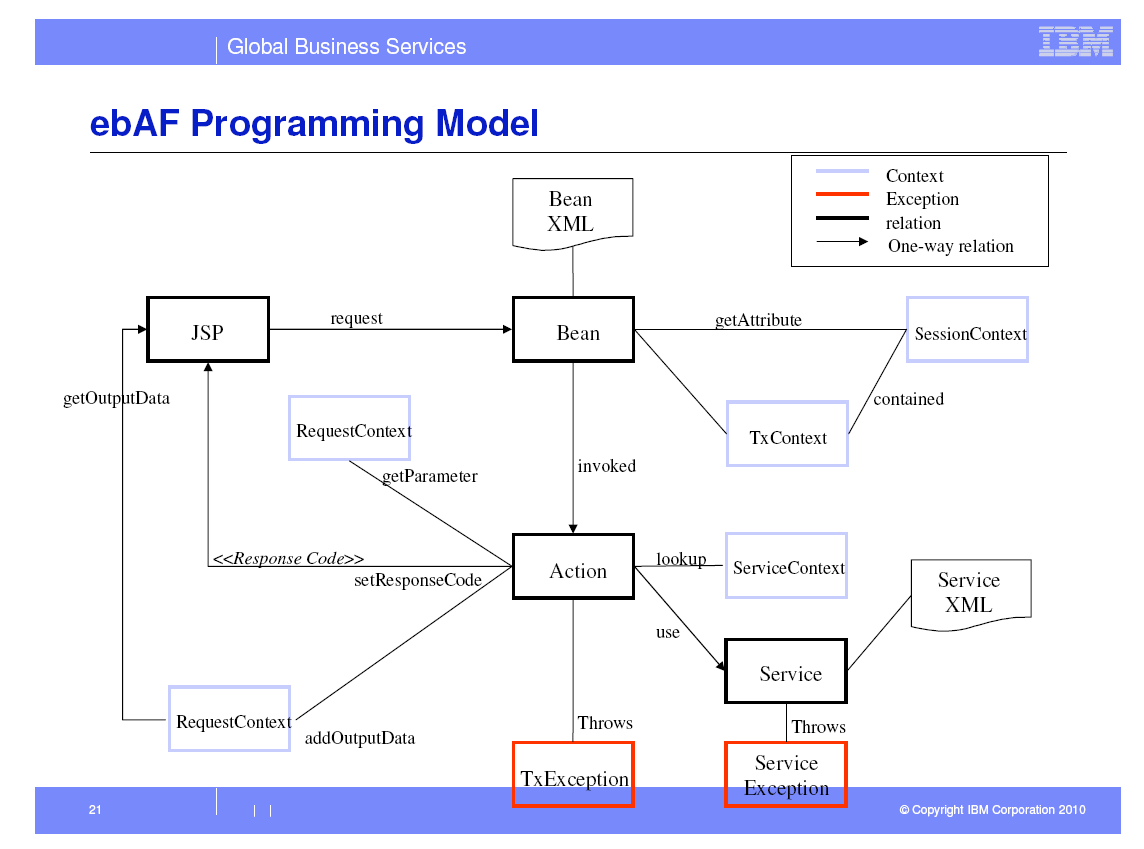 Global Business Services
IBM
ebAF Programming Model
Context
Exception
relation
One-way relation
Bean
XML
JSP
request
Bean
getAttribute
SessionContext
getOutputData
RequestContext
getParameter
invoked
TxContext
contained
<<Response Code>>
setResponseCode
Action
lookup
ServiceContext
Service
XML
use
Service
RequestContext
addOutputData
Throws
Throws
TxException
Service
Exception
21
© Copyright IBM Corporation 2010